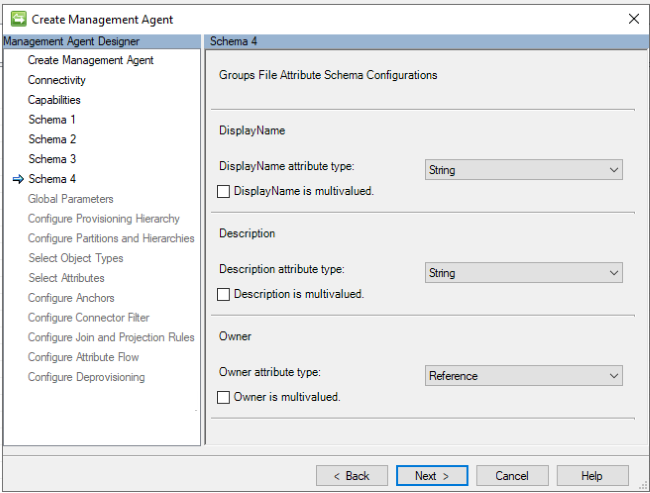 Create Management Agent
Management Agent Designer
Create Management Agent
Connectivity
Capabilities
Schema 1
Schema 2
Schema 3
Schema 4
Global Parameters
Configure Provisioning Hierarchy
Configure Partitions and Hierarchies
Select Object Types
Select Attributes
Configure Anchors
Configure Connector Filter
Configure Join and Projection Rules
Configure Attribute Flow
Configure Deprovisioning
Schema 4
Groups File Attribute Schema Configurations
DisplayName
DisplayName attribute type:
String
DisplayName is multivalued.
Description
Description attribute type:
String
Description is multivalued.
Owner
Owner attribute type:
Reference
Owner is multivalued.
< Back
Next >
Cancel
Help